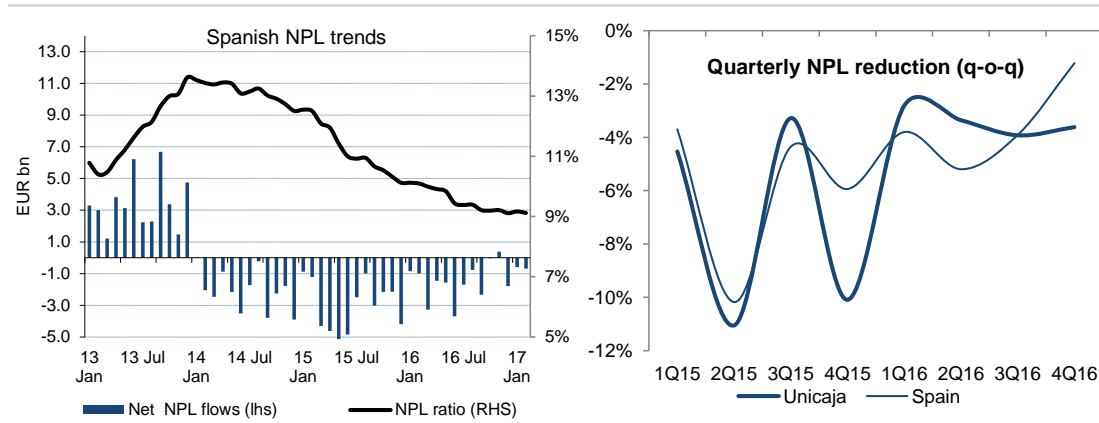 Spanish NPL trends
13.0
11.0
9.0
7.0
5.0
3.0
1.0
-1.0
-3.0
-5.0
EUR bn
15%
13%
11%
9%
7%
5%
13 Jan
13 Jul
14 Jan
14 Jul
15 Jan
15 Jul
16 Jan
16 Jul
17 Jan
Net NPL flows (lhs)
NPL ratio (RHS)
Quarterly NPL reduction (q-o-q)
0%
-2%
-4%
-6%
-8%
-10%
-12%
1Q15 2Q15 3Q15 4Q15 1Q16 2Q16 3Q16 4Q16
Unicaja
Spain